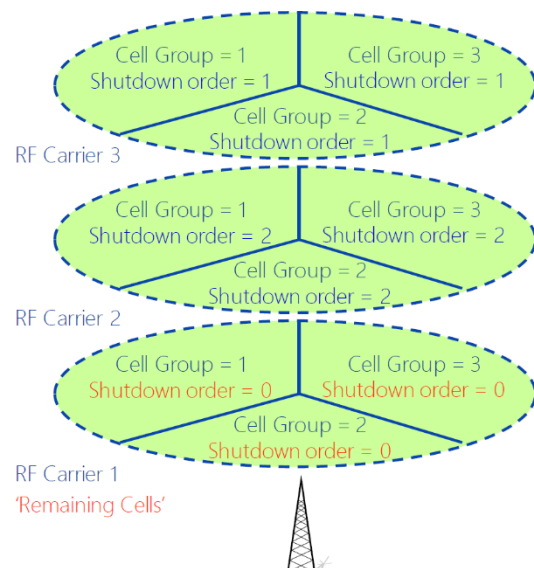 Cell Group = 1
Shutdown order = 1
Cell Group = 3
Shutdown order = 1
Cell Group = 2
Shutdown order = 1
RF Carrier 3
Cell Group = 1
Shutdown order = 2
Cell Group = 3
Shutdown order = 2
Cell Group = 2
Shutdown order = 2
RF Carrier 2
Cell Group = 1
Shutdown order = 0
Cell Group = 3
Shutdown order = 0
Cell Group = 2
Shutdown order = 0
RF Carrier 1
‘Remaining Cells’